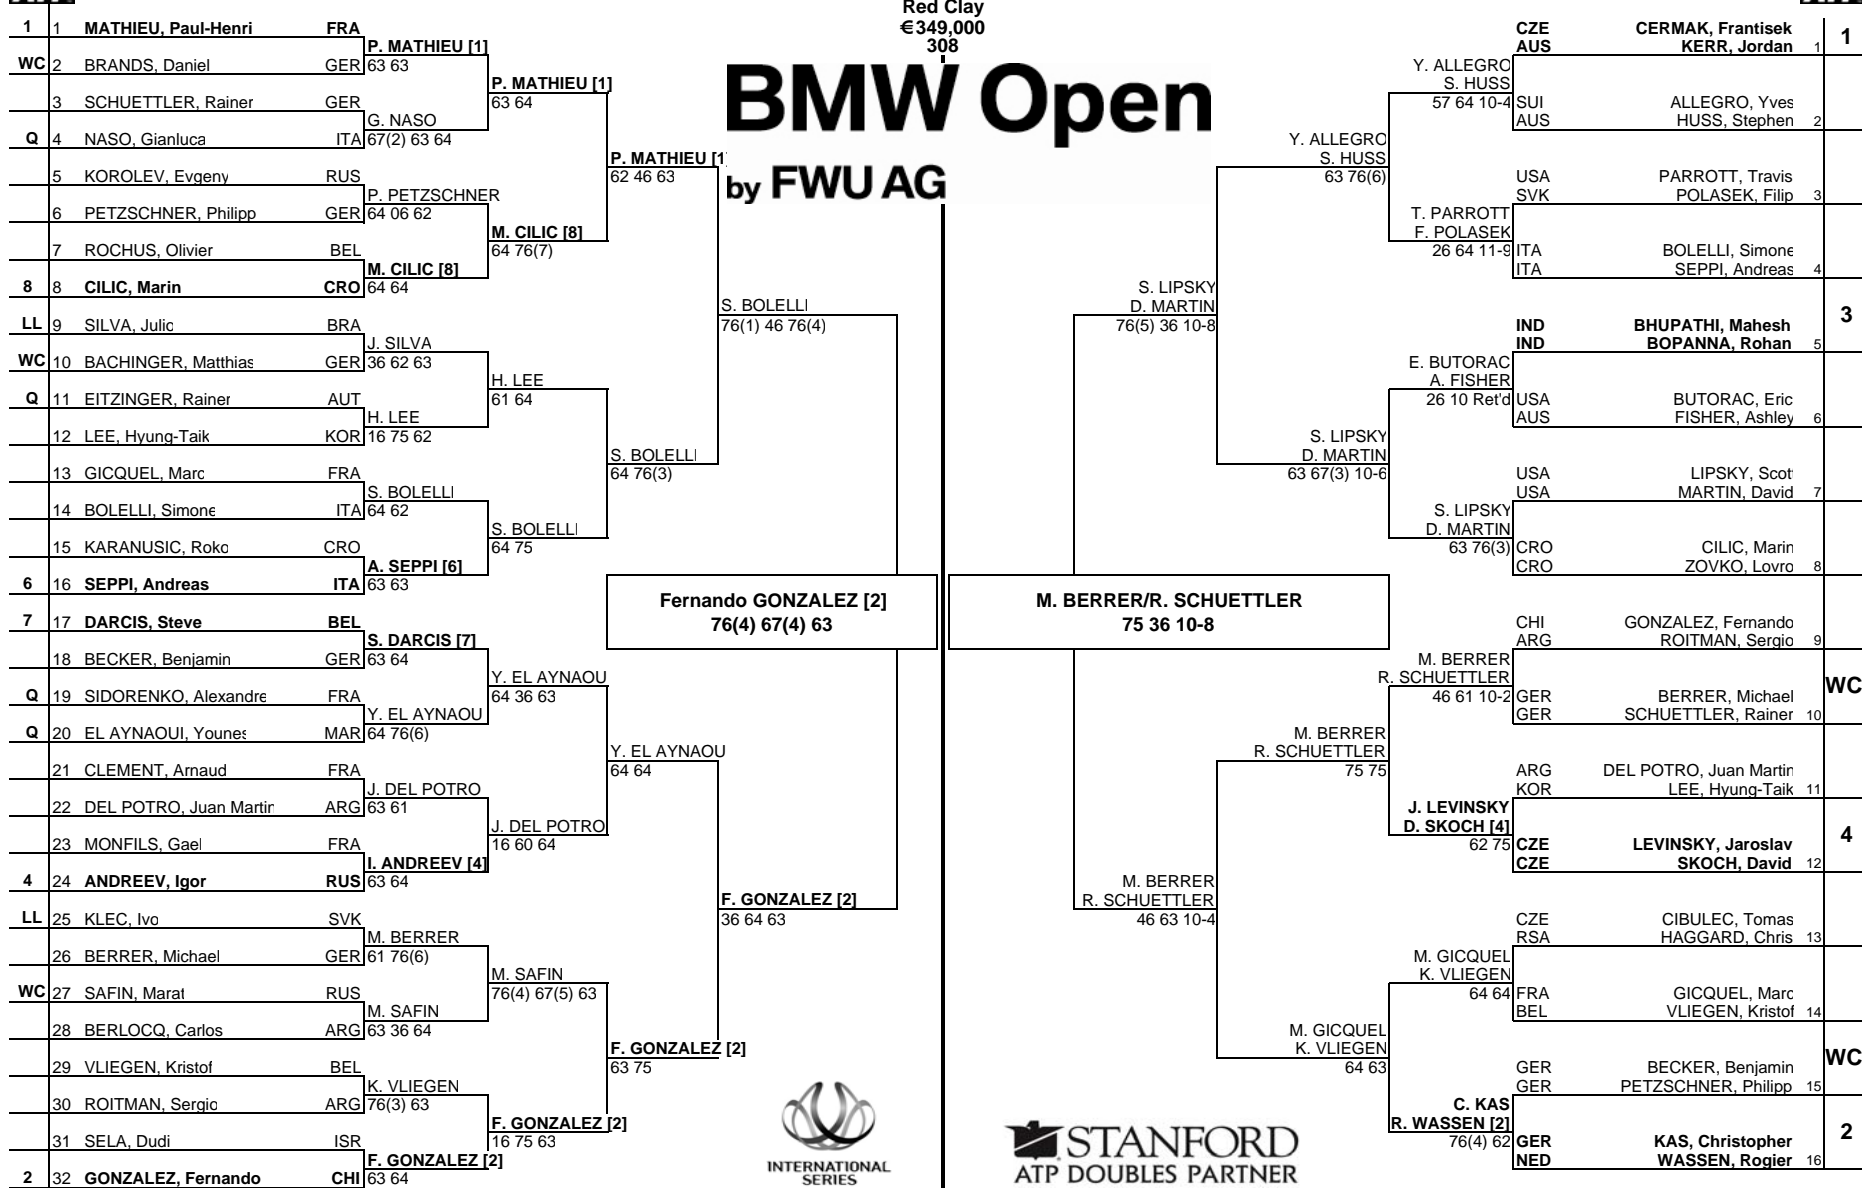 Red Clay
€349,000
308
BMW Open
by FWU AG
1 1 MATHIEU, Paul-Henri FRA
P. MATHIEU [1]
WC 2 BRANDS, Daniel GER 63 63
P. MATHIEU [1]
3 SCHUETTLER, Rainer GER 63 64
G. NASO
Q 4 NASO, Gianluca ITA 67(2) 63 64
P. MATHIEU [1]
5 KOROLEV, Evgeny RUS 62 46 63
P. PETZSCHNER
6 PETZSCHNER, Philipp GER 64 06 62
M. CILIC [8]
7 ROCHUS, Olivier BEL 64 76(7)
M. CILIC [8]
8 8 CILIC, Marin CRO 64 64
S. BOLELLI
LL 9 SILVA, Julio BRA 76(1) 46 76(4)
J. SILVA
WC 10 BACHINGER, Matthias GER 36 62 63
H. LEE
Q 11 EITZINGER, Rainer AUT 61 64
H. LEE
12 LEE, Hyung-Taik KOR 16 75 62
S. BOLELLI
13 GICQUEL, Marc FRA 64 76(3)
S. BOLELLI
14 BOLELLI, Simone ITA 64 62
S. BOLELLI
15 KARANUSIC, Roko CRO 64 75
A. SEPPI [6]
6 16 SEPPI, Andreas ITA 63 63
Fernando GONZALEZ [2]
76(4) 67(4) 63
7 17 DARCIS, Steve BEL
S. DARCIS [7]
18 BECKER, Benjamin GER 63 64
Y. EL AYNAOU
Q 19 SIDORENKO, Alexandre FRA 64 36 63
Y. EL AYNAOU
Q 20 EL AYNAOUI, Younes MAR 64 76(6)
Y. EL AYNAOU
21 CLEMENT, Arnaud FRA 64 64
J. DEL POTRO
22 DEL POTRO, Juan Martin ARG 63 61
J. DEL POTRO
23 MONFILS, Gael FRA 16 60 64
I. ANDREEV [4]
4 24 ANDREEV, Igor RUS 63 64
F. GONZALEZ [2]
LL 25 KLEC, Ivo SVK 36 64 63
M. BERRER
26 BERRER, Michael GER 61 76(6)
M. SAFIN
WC 27 SAFIN, Marat RUS 76(4) 67(5) 63
M. SAFIN
28 BERLOCQ, Carlos ARG 63 36 64
F. GONZALEZ [2]
29 VLIEGEN, Kristof BEL 63 75
K. VLIEGEN
30 ROITMAN, Sergio ARG 76(3) 63
F. GONZALEZ [2]
31 SELA, Dudi ISR 16 75 63
F. GONZALEZ [2]
2 32 GONZALEZ, Fernando CHI 63 64
INTERNATIONAL
SERIES
CZE CERMAK, Frantisek
AUS KERR, Jordan 1 1
Y. ALLEGRO
S. HUSS
57 64 10-4 SUI ALLEGRO, Yves
AUS HUSS, Stephen 2
Y. ALLEGRO
S. HUSS
63 76(6) USA PARROTT, Travis
SVK POLASEK, Filip 3
T. PARROTT
F. POLASEK
26 64 11-9 ITA BOLELLI, Simone
ITA SEPPI, Andreas 4
S. LIPSKY
D. MARTIN
76(5) 36 10-8 IND BHUPATHI, Mahesh 3
IND BOPANNA, Rohan 5
E. BUTORAC
A. FISHER
26 10 Ret'd USA BUTORAC, Eric
AUS FISHER, Ashley 6
S. LIPSKY
D. MARTIN
63 67(3) 10-6 USA LIPSKY, Scot
USA MARTIN, David 7
S. LIPSKY
D. MARTIN
63 76(3) CRO CILIC, Marin
CRO ZOVKO, Lovro 8
M. BERRER/R. SCHUETTLER
75 36 10-8
CHI GONZALEZ, Fernando
ARG ROITMAN, Sergio 9
M. BERRER
R. SCHUETTLER WC
46 61 10-2 GER BERRER, Michael
GER SCHUETTLER, Rainer 10
M. BERRER
R. SCHUETTLER
75 75 ARG DEL POTRO, Juan Martin
KOR LEE, Hyung-Taik 11
J. LEVINSKY
D. SKOCH [4] 4
62 75 CZE LEVINSKY, Jaroslav
CZE SKOCH, David 12
M. BERRER
R. SCHUETTLER
46 63 10-4 CZE CIBULEC, Tomas
RSA HAGGARD, Chris 13
M. GICQUEL
K. VLIEGEN
64 64 FRA GICQUEL, Marc
BEL VLIEGEN, Kristof 14
M. GICQUEL
K. VLIEGEN WC
64 63 GER BECKER, Benjamin
GER PETZSCHNER, Philipp 15
C. KAS
R. WASSEN [2] 2
76(4) 62 GER KAS, Christopher
NED WASSEN, Rogier 16
STANFORD
ATP DOUBLES PARTNER